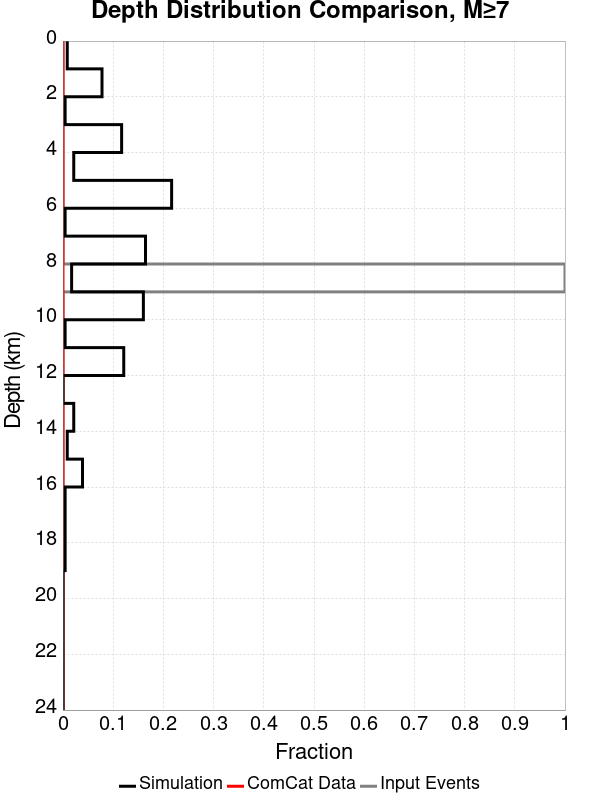 Depth Distribution Comparison, M≥7
0
2
4
6
8
10
12
14
16
18
20
22
24
Depth (km)
0 0.1 0.2 0.3 0.4 0.5 0.6 0.7 0.8 0.9 1
Fraction
Simulation ComCat Data Input Events